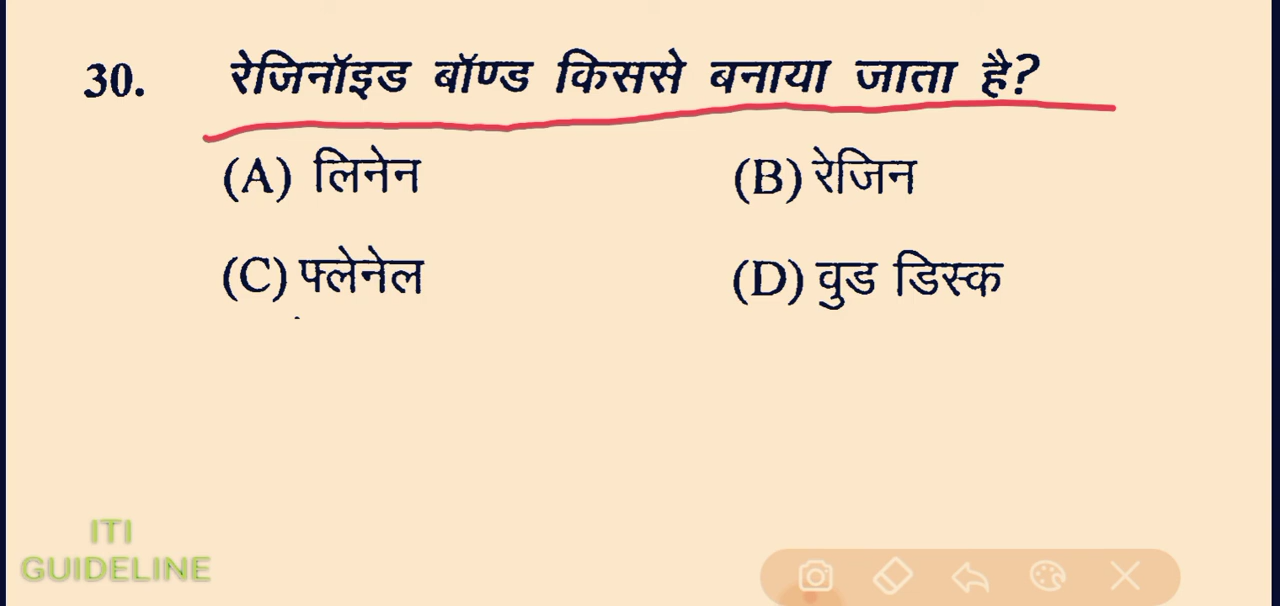 30. रेजिनॉइड बॉण्ड किससे बनाया जाता है?
(A) लिनेन (B) रेजिन
(C) फ्लेनेल (D) वुड डिस्क
ITI
GUIDELINE